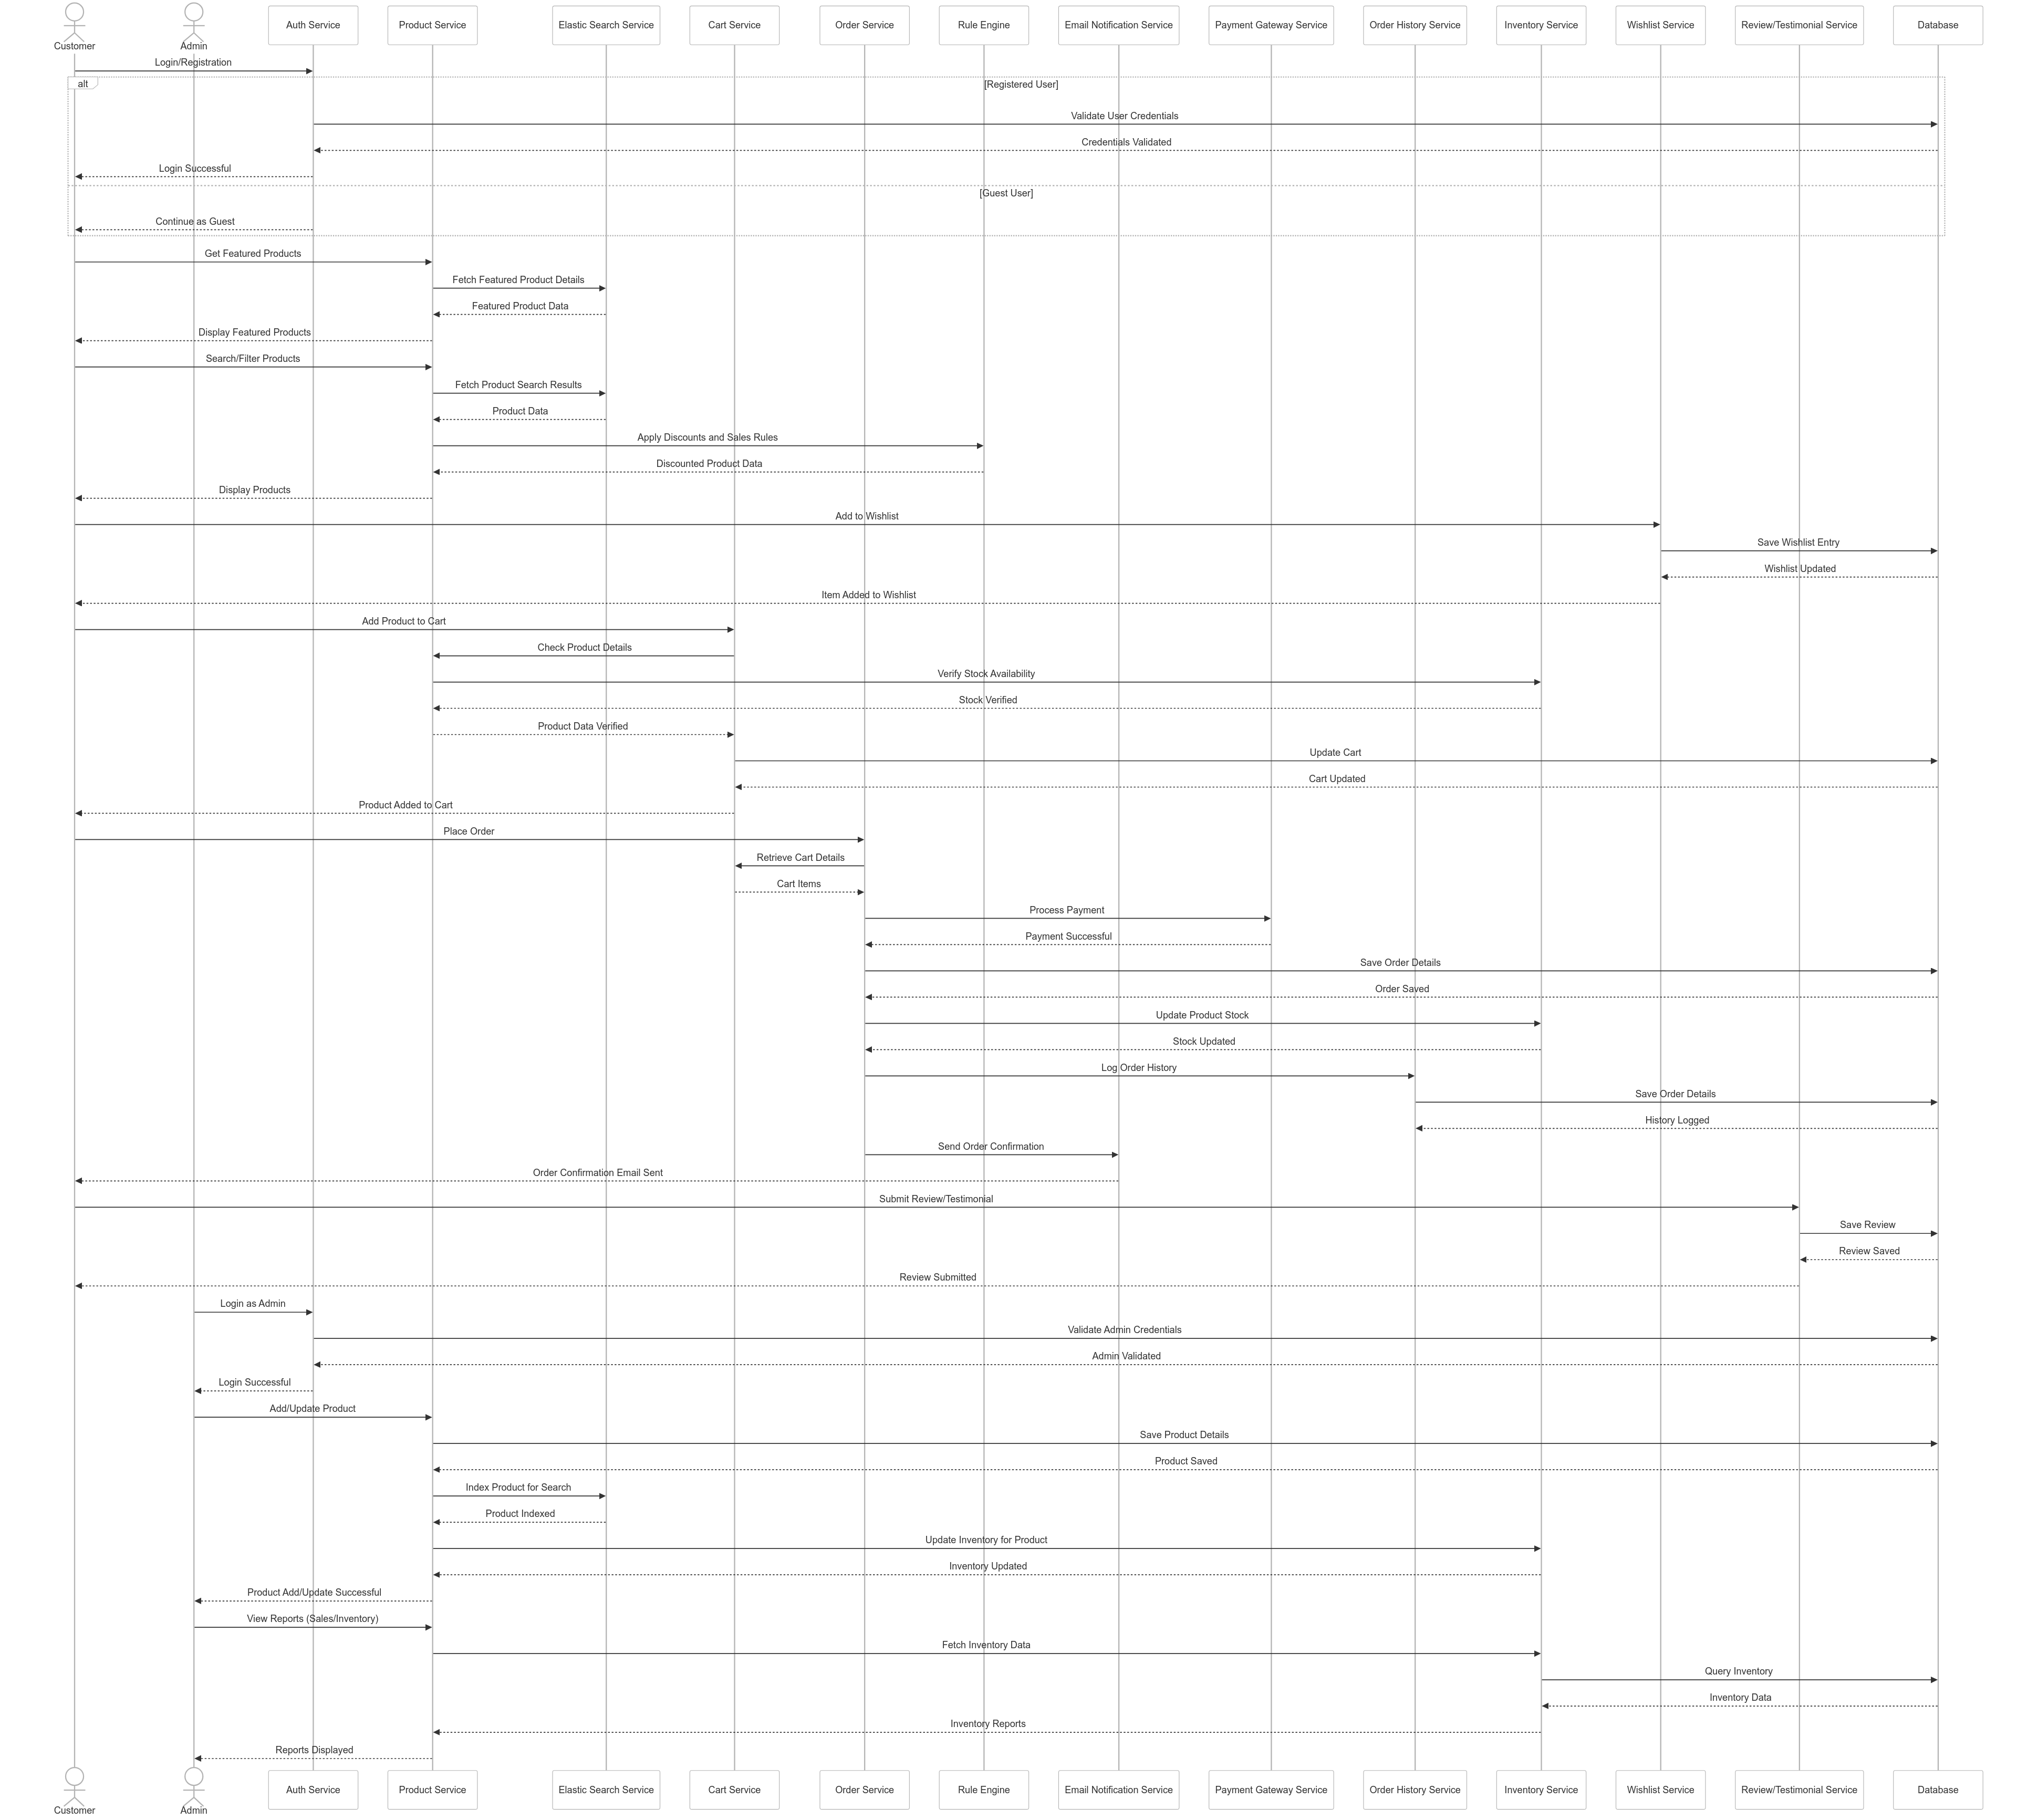 Customer
Admin
Auth Service
Product Service
Elastic Search Service
Cart Service
Order Service
Rule Engine
Email Notification Service
Payment Gateway Service
Order History Service
Inventory Service
Wishlist Service
Review/Testimonial Service
Database
Login/Registration
alt
[Registered User]
Validate User Credentials
Credentials Validated
Login Successful
[Guest User]
Continue as Guest
Get Featured Products
Fetch Featured Product Details
Featured Product Data
Display Featured Products
Search/Filter Products
Fetch Product Search Results
Product Data
Apply Discounts and Sales Rules
Discounted Product Data
Display Products
Add to Wishlist
Save Wishlist Entry
Wishlist Updated
Item Added to Wishlist
Add Product to Cart
Check Product Details
Verify Stock Availability
Stock Verified
Product Data Verified
Update Cart
Cart Updated
Product Added to Cart
Place Order
Retrieve Cart Details
Cart Items
Process Payment
Payment Successful
Save Order Details
Order Saved
Update Product Stock
Stock Updated
Log Order History
Save Order Details
History Logged
Send Order Confirmation
Order Confirmation Email Sent
Submit Review/Testimonial
Save Review
Review Saved
Review Submitted
Login as Admin
Validate Admin Credentials
Admin Validated
Login Successful
Add/Update Product
Save Product Details
Product Saved
Index Product for Search
Product Indexed
Update Inventory for Product
Inventory Updated
Product Add/Update Successful
View Reports (Sales/Inventory)
Fetch Inventory Data
Query Inventory
Inventory Data
Inventory Reports
Reports Displayed
Customer
Admin
Auth Service
Product Service
Elastic Search Service
Cart Service
Order Service
Rule Engine
Email Notification Service
Payment Gateway Service
Order History Service
Inventory Service
Wishlist Service
Review/Testimonial Service
Database